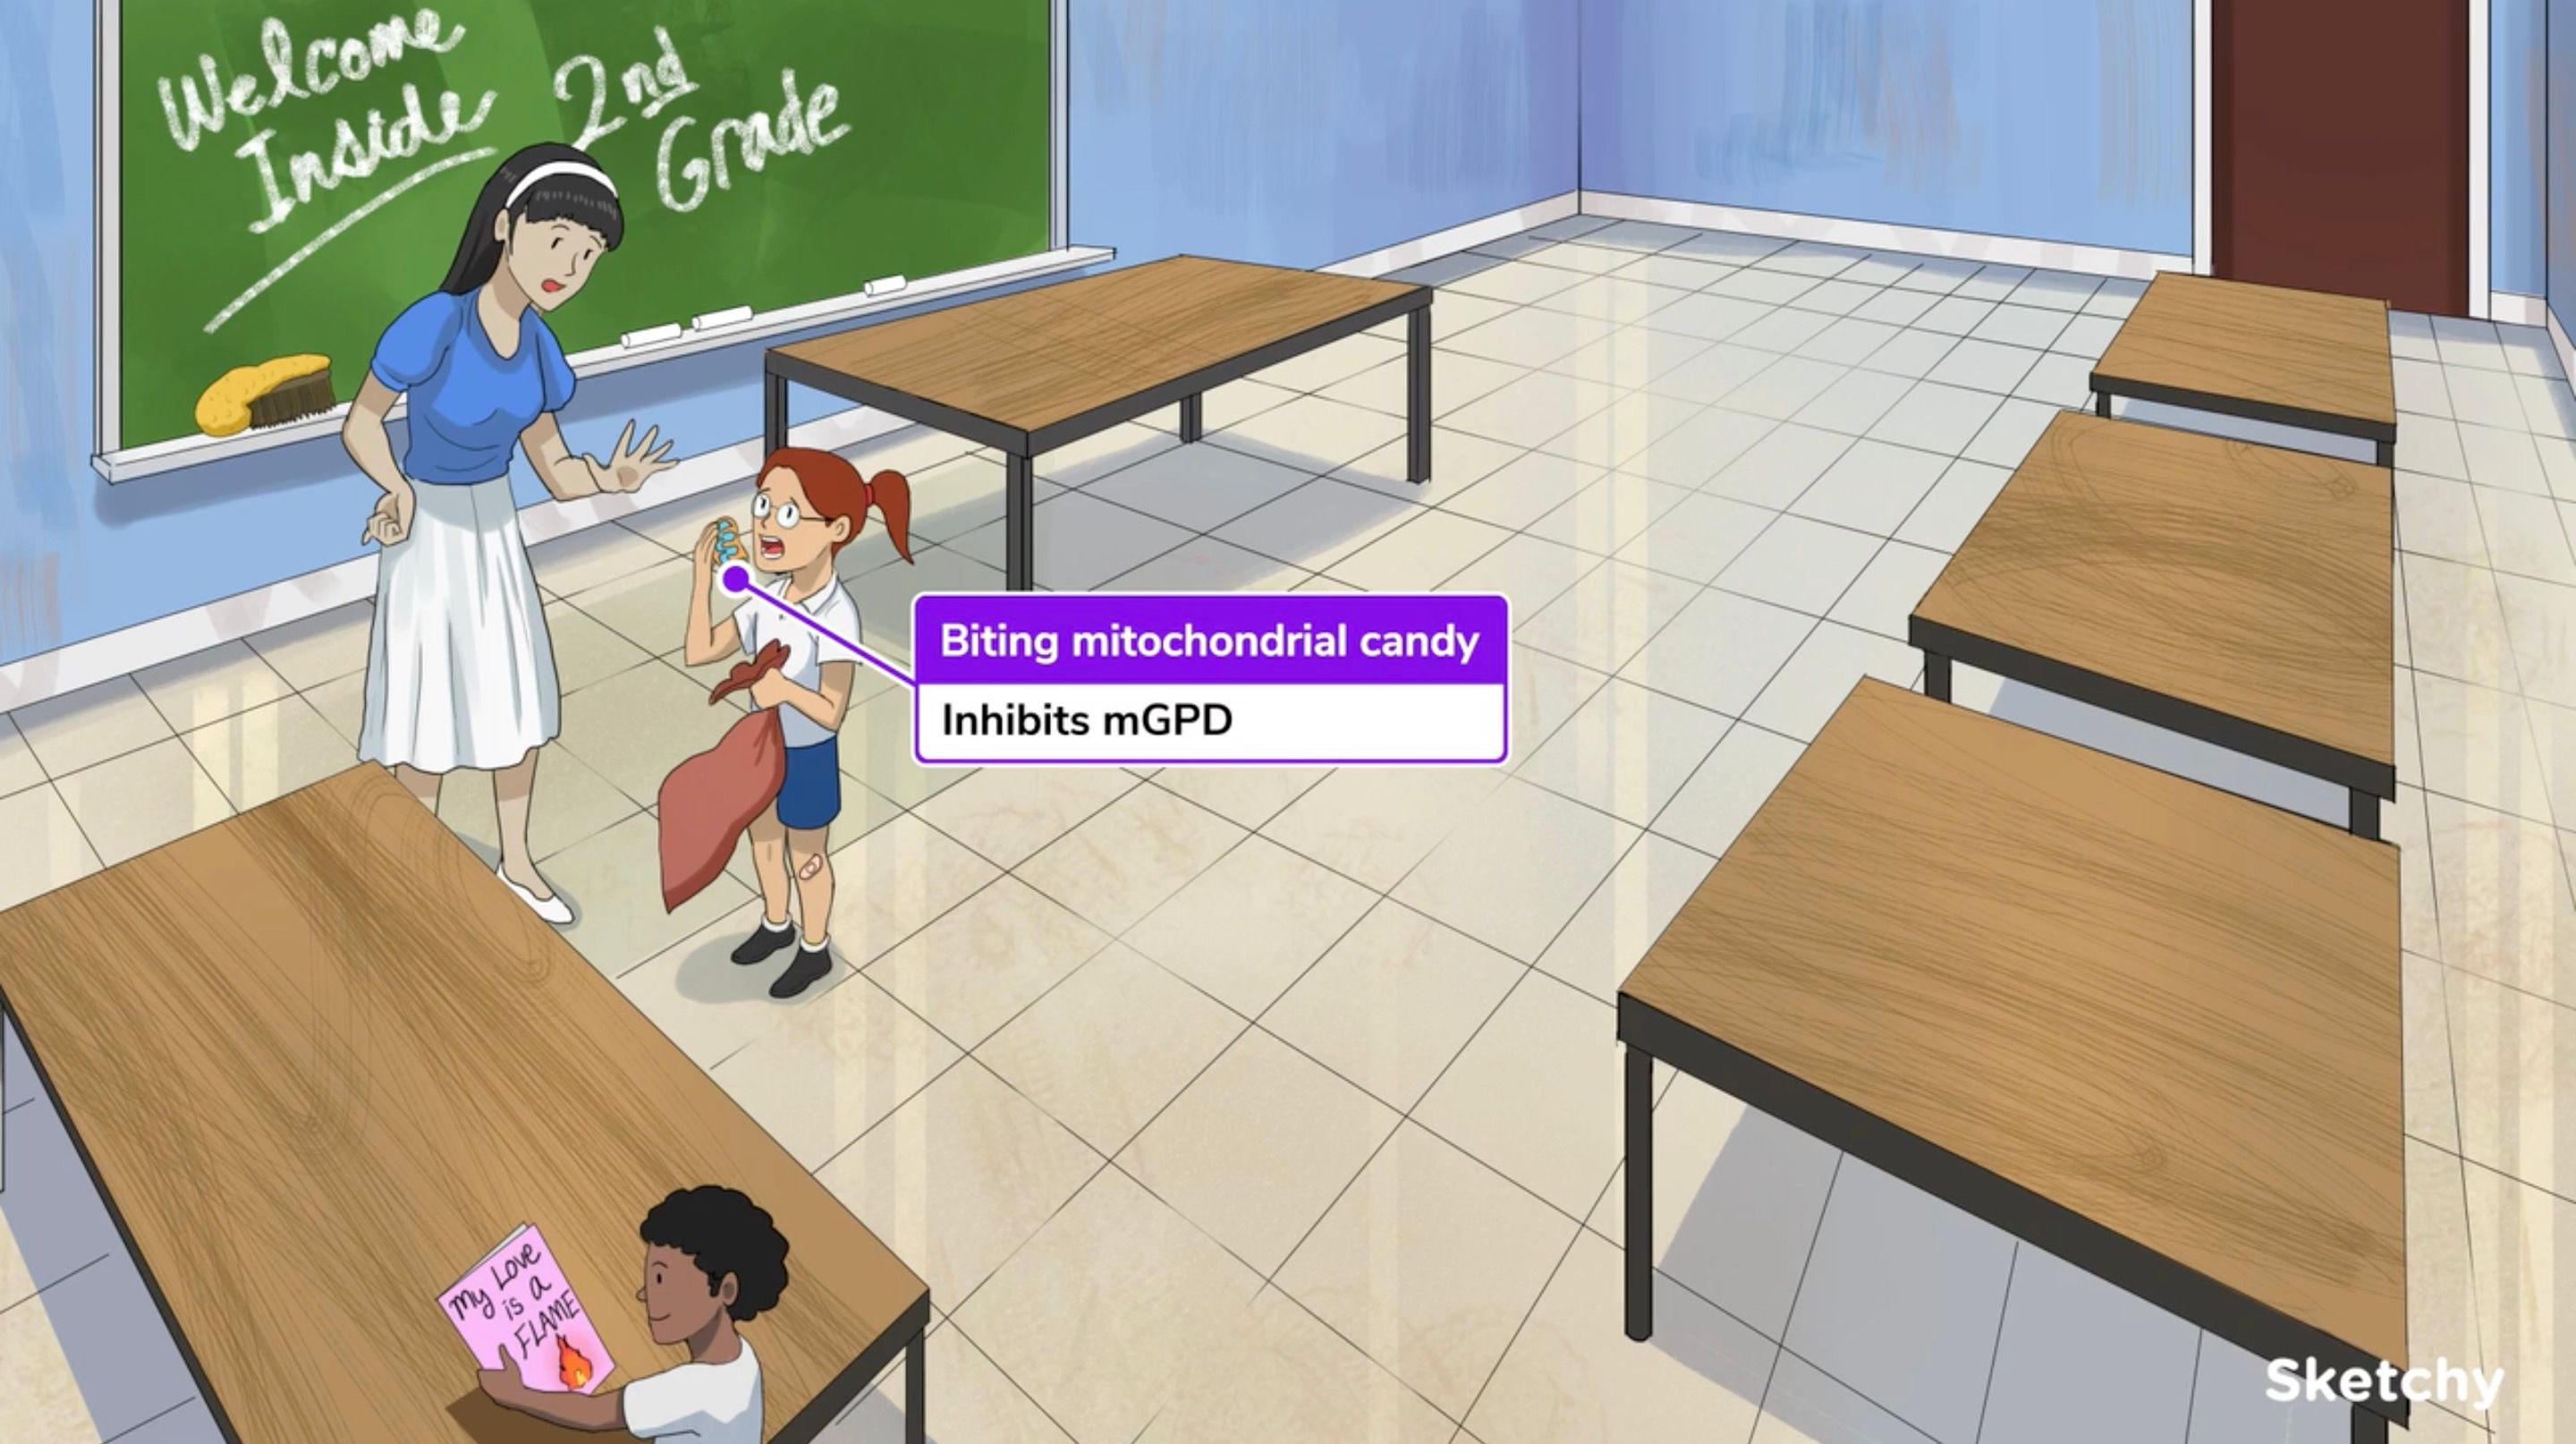 Welcome
Inside
2nd
Grade
Biting mitochondrial candy
Inhibits mGPD
My Love
is a
FLAME
Sketchy